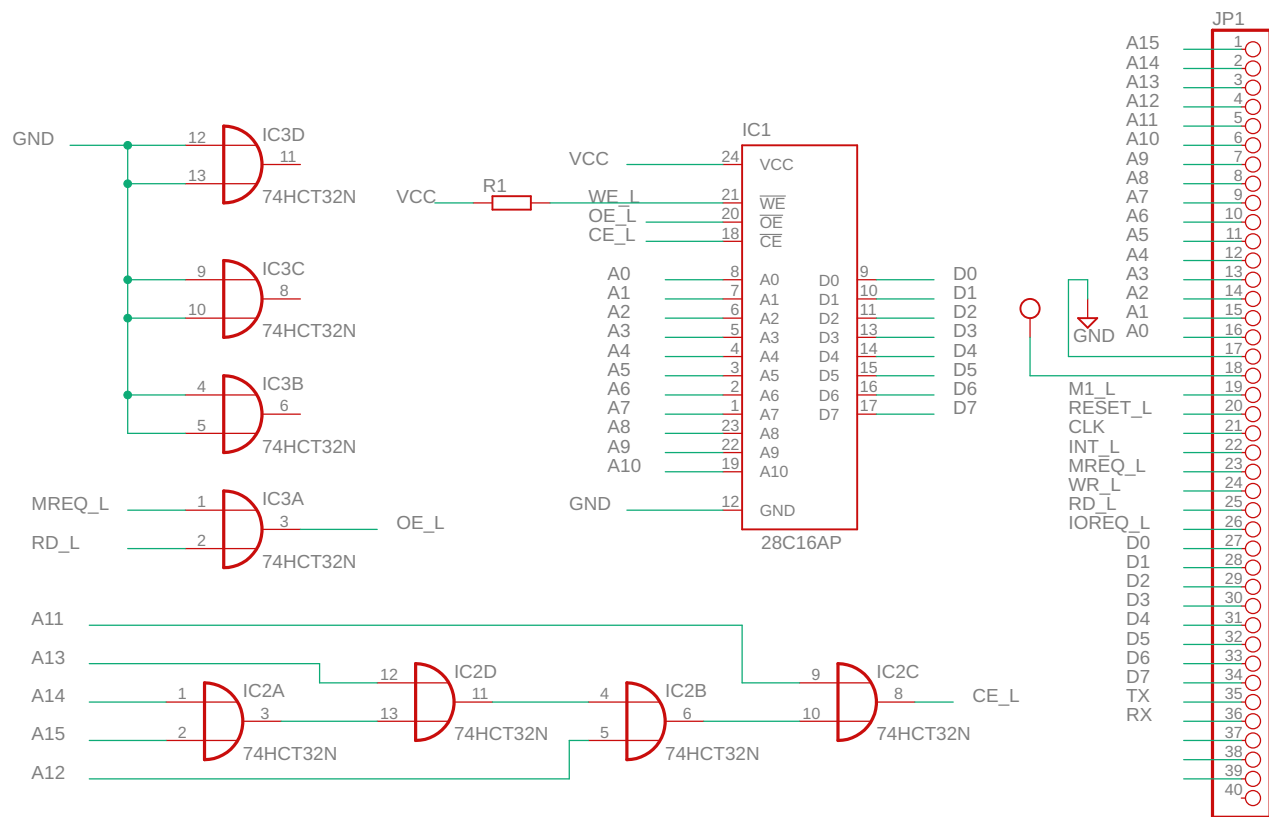 GND
12
13
IC3D
11
74HCT32N
9
10
IC3C
8
74HCT32N
4
5
IC3B
6
74HCT32N
MREQ_L
RD_L
1
2
IC3A
3
74HCT32N
OE_L
VCC
R1
VCC
WE_L
OE_L
CE_L
IC1
24 VCC
21 WE
20 OE
18 CE
A0 8 A0 D0 9 D0
A1 7 A1 D1 10 D1
A2 6 A2 D2 11 D2
A3 5 A3 D3 13 D3
A4 4 A4 D4 14 D4
A5 3 A5 D5 15 D5
A6 2 A6 D6 16 D6
A7 1 A7 D7 17 D7
A8 23 A8
A9 22 A9
A10 19 A10
GND 12 GND
28C16AP
A11
A13
A14
A15
A12
1
2
IC2A
3
74HCT32N
12
13
IC2D
11
74HCT32N
4
5
IC2B
6
74HCT32N
9
10
IC2C
8
74HCT32N
CE_L
JP1
A15 1
A14 2
A13 3
A12 4
A11 5
A10 6
A9 7
A8 8
A7 9
A6 10
A5 11
A4 12
A3 13
A2 14
A1 15
A0 16
GND
17
18
M1_L 19
RESET_L 20
CLK 21
INT_L 22
MREQ_L 23
WR_L 24
RD_L 25
IOREQ_L 26
D0 27
D1 28
D2 29
D3 30
D4 31
D5 32
D6 33
D7 34
TX 35
RX 36
37
38
39
40